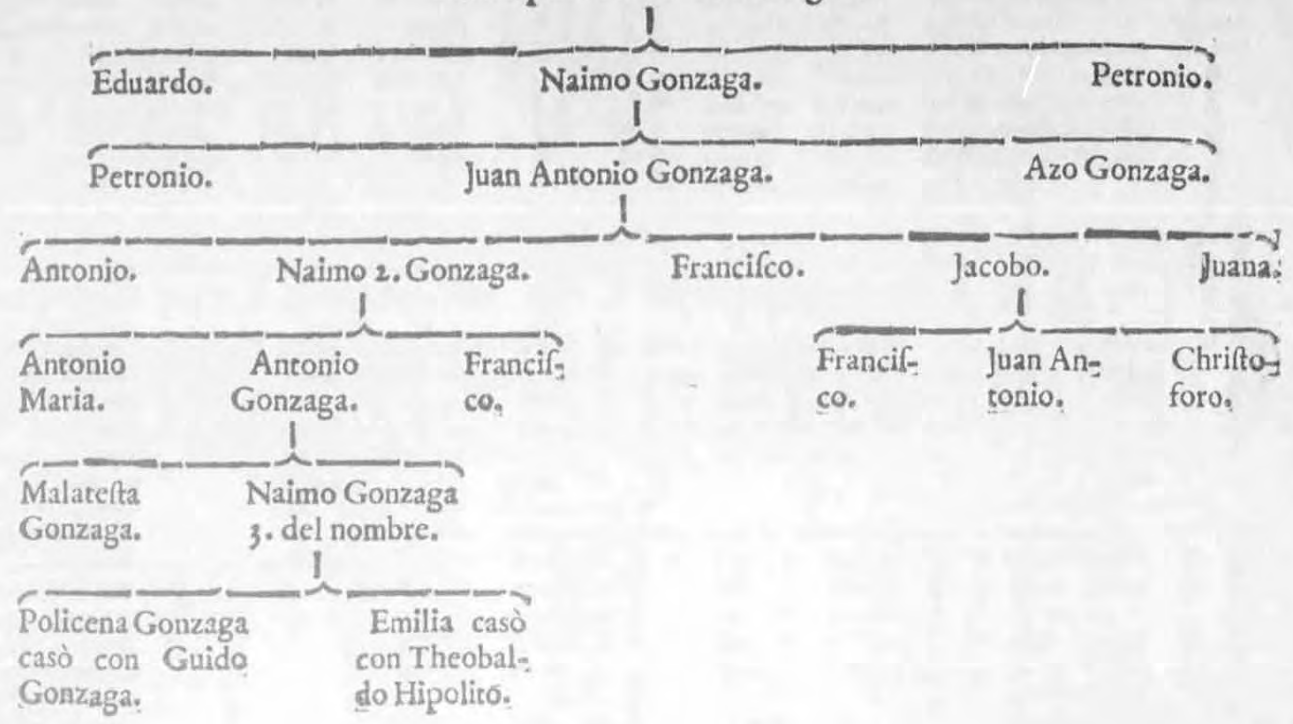 Eduardo. Naimo Gonzaga. Petronio.
Petronio. Juan Antonio Gonzaga. Azo Gonzaga.
Antonio. Naimo 2. Gonzaga. Franciſco. Jacobo. Juana.
Antonio Antonio Franciſ- Franciſ- Juan An- Chriſto-
Maria. Gonzaga. co. co. tonio. foro.
Malateſta Naimo Gonzaga
Gonzaga. 3. del nombre.
Policena Gonzaga Emilia casò
casò con Guido con Theobal-
Gonzaga. do Hipolito.